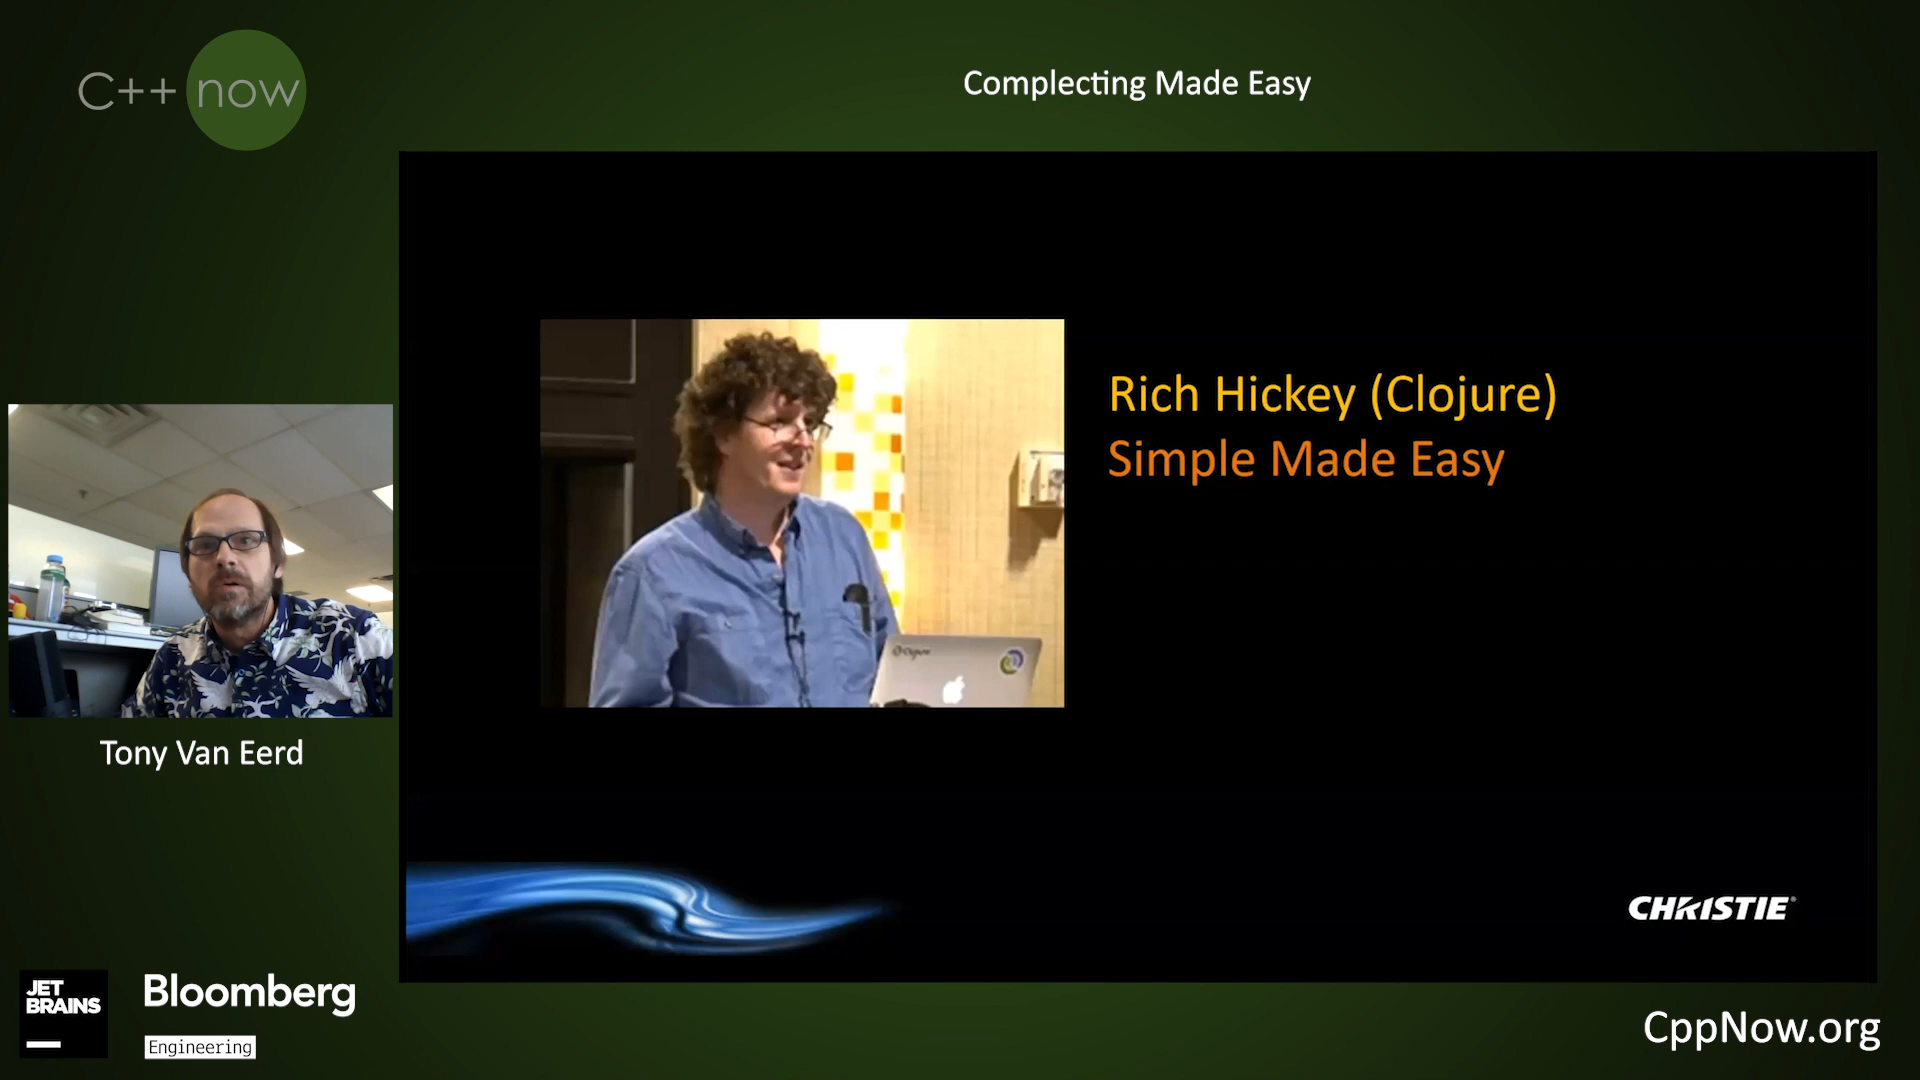 C++ now
Complecting Made Easy
Rich Hickey (Clojure)
Simple Made Easy
Tony Van Eerd
CHRISTIE®
JET
BRAINS
Bloomberg
Engineering
CppNow.org